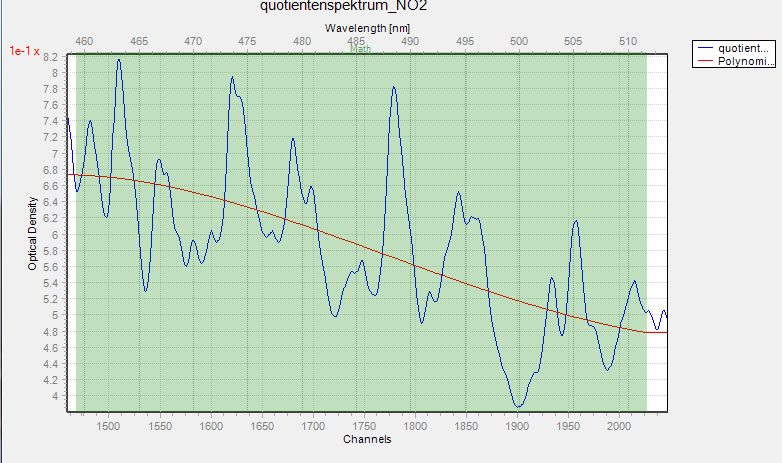 quotientenspektrum_NO2
Wavelength [nm]
460 465 470 475 480 485 490 495 500 505 510
Math
1e-1 x
quotient...
Polynomi...
8.2
8
7.8
7.6
7.4
7.2
7
6.8
6.6
6.4
6.2
6
5.8
5.6
5.4
5.2
5
4.8
4.6
4.4
4.2
4
Optical Density
1500 1550 1600 1650 1700 1750 1800 1850 1900 1950 2000
Channels